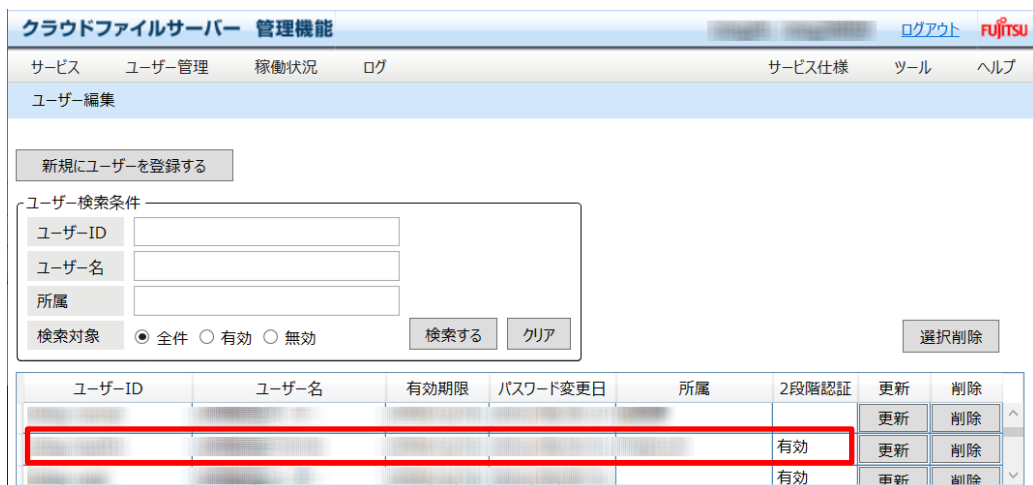 クラウドファイルサーバー 管理機能 ログアウト FUJITSU
サービス ユーザー管理 稼働状況 ログ サービス仕様 ツール ヘルプ
ユーザー編集
新規にユーザーを登録する
ユーザー検索条件
ユーザーID
ユーザー名
所属
検索対象 全件 有効 無効 検索する クリア 選択削除
ユーザーID ユーザー名 有効期限 パスワード変更日 所属 2段階認証 更新 削除
更新 削除
有効 更新 削除
有効 更新 削除